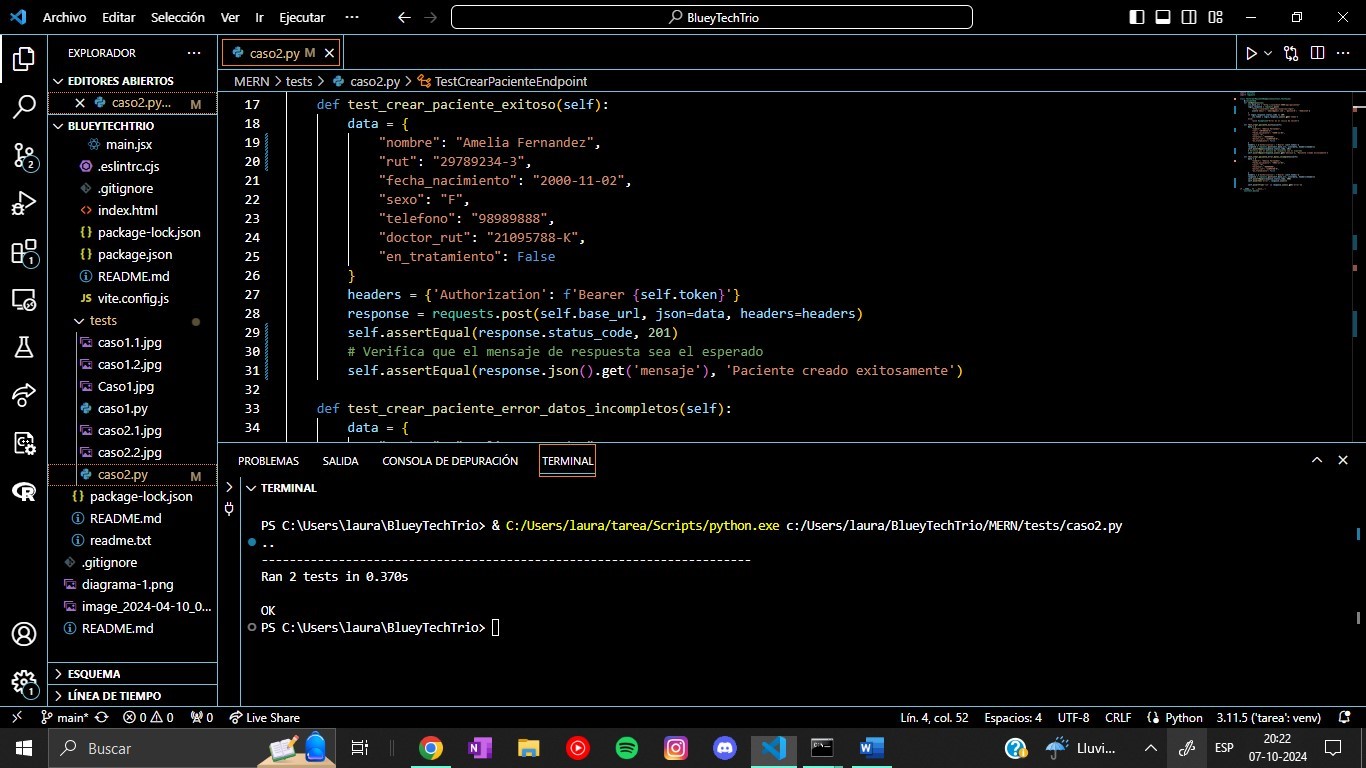 Archivo Editar Selección Ver Ir Ejecutar ··· BlueyTechTrio
EXPLORADOR ···
EDITORES ABIERTOS
caso2.py... M
BLUEYTECHTRIO
main.jsx
.eslintrc.cjs
.gitignore
index.html
package-lock.json
package.json
README.md
vite.config.js
tests
caso1.1.jpg
caso1.2.jpg
Caso1.jpg
caso1.py
caso2.1.jpg
caso2.2.jpg
caso2.py M
package-lock.json
README.md
readme.txt
.gitignore
diagrama-1.png
image_2024-04-10_0...
README.md
ESQUEMA
LÍNEA DE TIEMPO
2
1
1
caso2.py M
MERN > tests > caso2.py > TestCrearPacienteEndpoint
17 def test_crear_paciente_exitoso(self):
18 data = {
19 "nombre": "Amelia Fernandez",
20 "rut": "29789234-3",
21 "fecha_nacimiento": "2000-11-02",
22 "sexo": "F",
23 "telefono": "98989888",
24 "doctor_rut": "21095788-K",
25 "en_tratamiento": False
26 }
27 headers = {'Authorization': f'Bearer {self.token}'}
28 response = requests.post(self.base_url, json=data, headers=headers)
29 self.assertEqual(response.status_code, 201)
30 # Verifica que el mensaje de respuesta sea el esperado
31 self.assertEqual(response.json().get('mensaje'), 'Paciente creado exitosamente')
32
33 def test_crear_paciente_error_datos_incompletos(self):
34 data = {
PROBLEMAS SALIDA CONSOLA DE DEPURACIÓN TERMINAL
TERMINAL
PS C:\Users\laura\BlueyTechTrio> & C:/Users/laura/tarea/Scripts/python.exe c:/Users/laura/BlueyTechTrio/MERN/tests/caso2.py
..
----------------------------------------------------------------------
Ran 2 tests in 0.370s
OK
PS C:\Users\laura\BlueyTechTrio>
main* 0 0 0 Live Share Lín. 4, col. 52 Espacios: 4 UTF-8 CRLF Python 3.11.5 ('tarea': venv)
Buscar Lluvi... ESP 20:22
07-10-2024